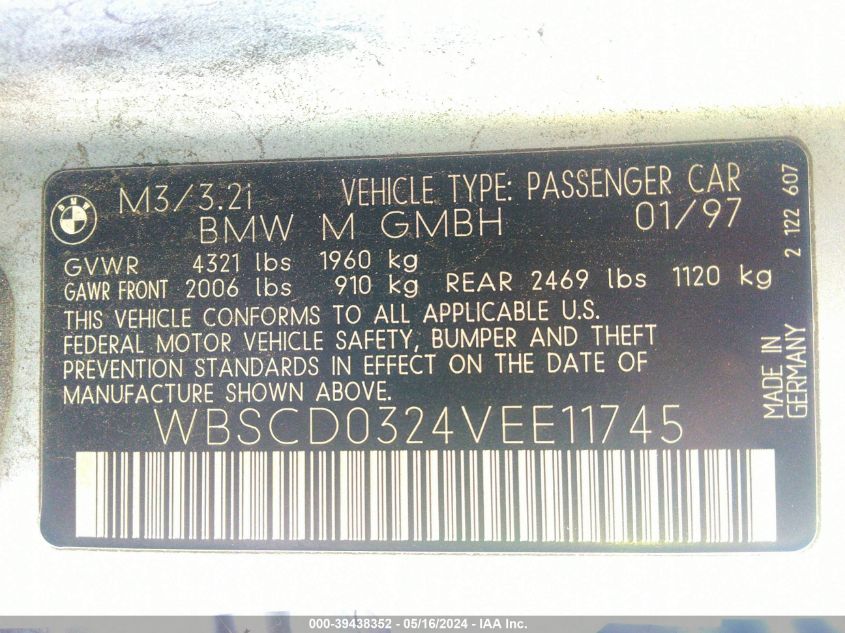 BMW
M3/3.2i VEHICLE TYPE: PASSENGER CAR
BMW M GMBH 01/97
GVWR 4321 lbs 1960 kg
GAWR FRONT 2006 lbs 910 kg REAR 2469 lbs 1120 kg
THIS VEHICLE CONFORMS TO ALL APPLICABLE U.S.
FEDERAL MOTOR VEHICLE SAFETY, BUMPER AND THEFT
PREVENTION STANDARDS IN EFFECT ON THE DATE OF
MANUFACTURE SHOWN ABOVE.
WBSCD0324VEE11745
2 122 607
MADE IN
GERMANY
000-39438352 - 05/16/2024 - IAA Inc.